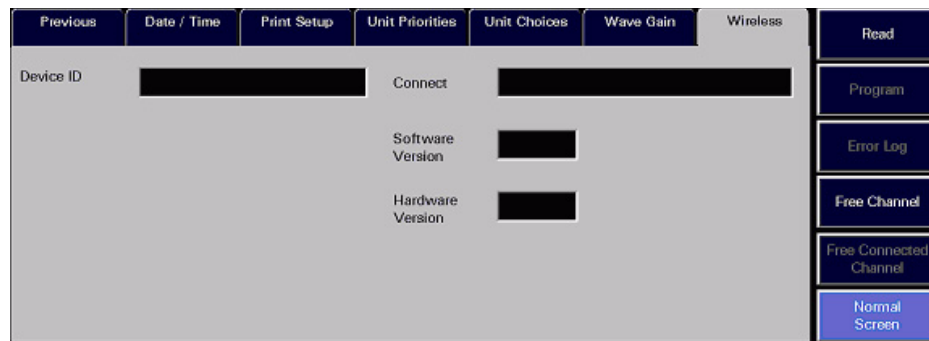 Previous
Date / Time
Print Setup
Unit Priorities
Unit Choices
Wave Gain
Wireless
Device ID
Connect
Software
Version
Hardware
Version
Read
Program
Error Log
Free Channel
Free Connected
Channel
Normal
Screen